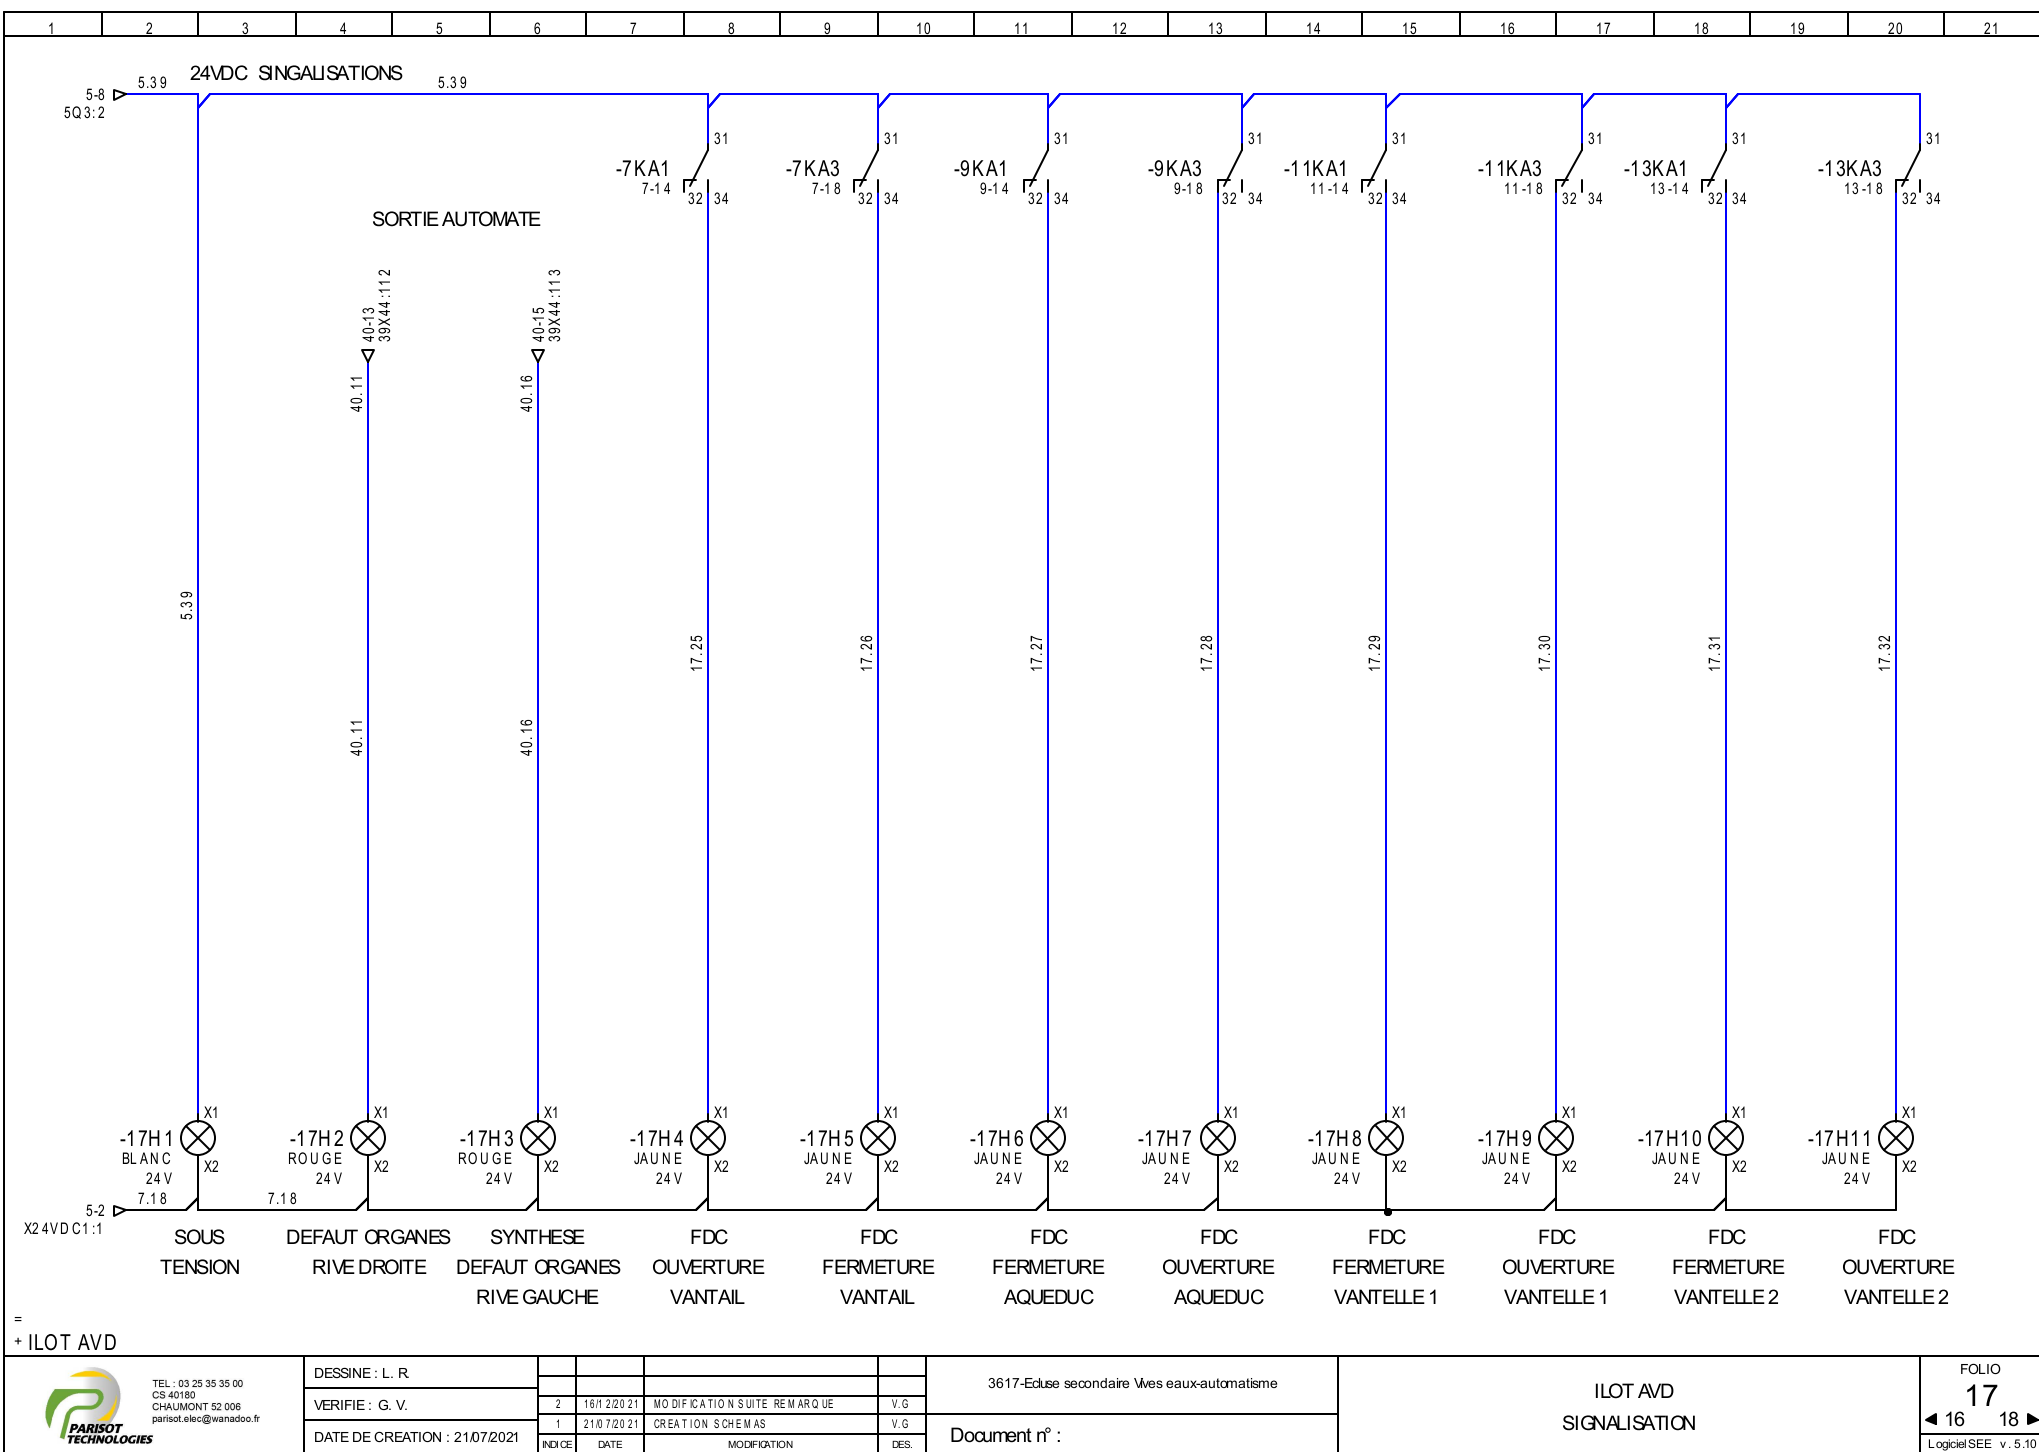 1 2 3 4 5 6 7 8 9 10 11 12 13 14 15 16 17 18 19 20 21
24VDC SINGALISATIONS
5.39 5.39
5-8
5Q3:2
31 31 31 31 31 31 31 31
-7KA1 -7KA3 -9KA1 -9KA3 -11KA1 -11KA3 -13KA1 -13KA3
7-14 7-18 9-14 9-18 11-14 11-18 13-14 13-18
32 34 32 34 32 34 32 34 32 34 32 34 32 34 32 34
SORTIE AUTOMATE
40-13
39X44:112
40-15
39X44:113
40.11 40.16
5.39
17.25 17.26 17.27 17.28 17.29 17.30 17.31 17.32
40.11 40.16
X1 X1 X1 X1 X1 X1 X1 X1 X1 X1 X1
-17H1 -17H2 -17H3 -17H4 -17H5 -17H6 -17H7 -17H8 -17H9 -17H10 -17H11
BLANC ROUGE ROUGE JAUNE JAUNE JAUNE JAUNE JAUNE JAUNE JAUNE JAUNE
X2 X2 X2 X2 X2 X2 X2 X2 X2 X2 X2
24V 24V 24V 24V 24V 24V 24V 24V 24V 24V 24V
7.18 7.18
5-2
X24VDC1:1
SOUS
TENSION
DEFAUT ORGANES
RIVE DROITE
SYNTHESE
DEFAUT ORGANES
RIVE GAUCHE
FDC
OUVERTURE
VANTAIL
FDC
FERMETURE
VANTAIL
FDC
FERMETURE
AQUEDUC
FDC
OUVERTURE
AQUEDUC
FDC
FERMETURE
VANTELLE 1
FDC
OUVERTURE
VANTELLE 1
FDC
FERMETURE
VANTELLE 2
FDC
OUVERTURE
VANTELLE 2
=
+ ILOT AVD
PARISOT
TECHNOLOGIES
TEL : 03 25 35 35 00
CS 40180
CHAUMONT 52 006
parisot.elec@wanadoo.fr
DESSINE : L. R.
VERIFIE : G. V.
DATE DE CREATION : 21/07/2021
2 16/12/2021 MODIFICATION SUITE REMARQUE V.G
1 21/07/2021 CREATION SCHEMAS V.G
INDICE DATE MODIFICATION DES.
3617-Ecluse secondaire Vives eaux-automatisme
Document n° :
ILOT AVD
SIGNALISATION
FOLIO
17
16 18
Logiciel SEE v. 5.10